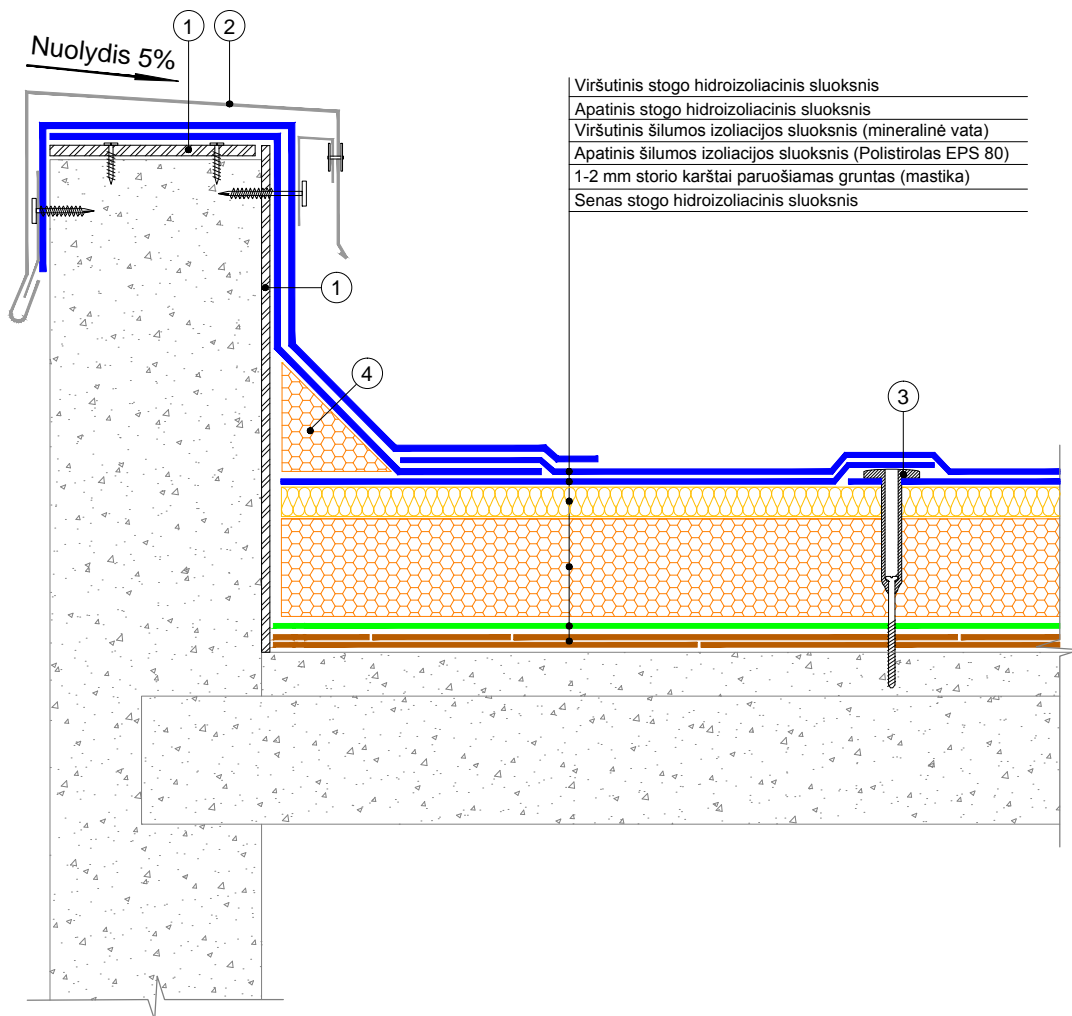 1
2
Nuolydis 5%
Viršutinis stogo hidroizoliacinis sluoksnis
Apatinis stogo hidroizoliacinis sluoksnis
Viršutinis šilumos izoliacijos sluoksnis (mineralinė vata)
Apatinis šilumos izoliacijos sluoksnis (Polistirolas EPS 80)
1-2 mm storio karštai paruošiamas gruntas (mastika)
Senas stogo hidroizoliacinis sluoksnis
1
4
3